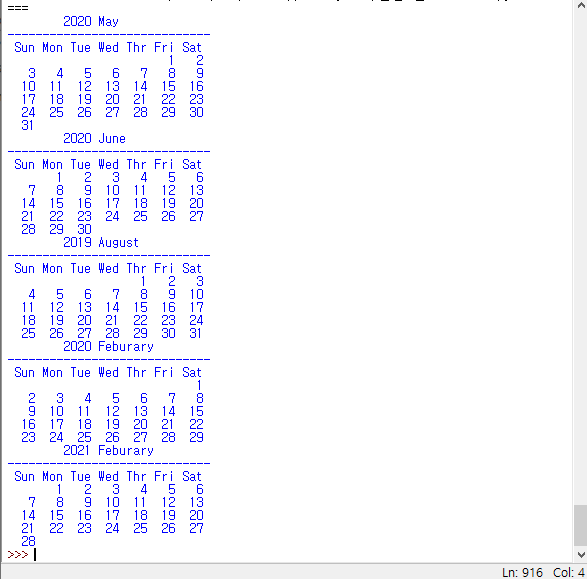 ===
        2020 May
-----------------------------
 Sun Mon Tue Wed Thr Fri Sat
                       1   2
   3   4   5   6   7   8   9
  10  11  12  13  14  15  16
  17  18  19  20  21  22  23
  24  25  26  27  28  29  30
  31
        2020 June
-----------------------------
 Sun Mon Tue Wed Thr Fri Sat
       1   2   3   4   5   6
   7   8   9  10  11  12  13
  14  15  16  17  18  19  20
  21  22  23  24  25  26  27
  28  29  30
        2019 August
-----------------------------
 Sun Mon Tue Wed Thr Fri Sat
                   1   2   3
   4   5   6   7   8   9  10
  11  12  13  14  15  16  17
  18  19  20  21  22  23  24
  25  26  27  28  29  30  31
        2020 Feburary
-----------------------------
 Sun Mon Tue Wed Thr Fri Sat
                           1
   2   3   4   5   6   7   8
   9  10  11  12  13  14  15
  16  17  18  19  20  21  22
  23  24  25  26  27  28  29
        2021 Feburary
-----------------------------
 Sun Mon Tue Wed Thr Fri Sat
       1   2   3   4   5   6
   7   8   9  10  11  12  13
  14  15  16  17  18  19  20
  21  22  23  24  25  26  27
  28
>>>
Ln: 916 Col: 4